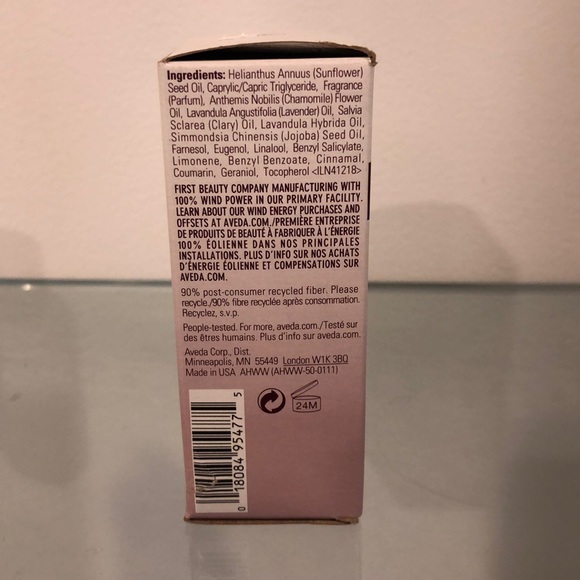 Ingredients: Helianthus Annuus (Sunflower)
Seed Oil, Caprylic/Capric Triglyceride, Fragrance
(Parfum), Anthemis Nobilis (Chamomile) Flower
Oil, Lavandula Angustifolia (Lavender) Oil, Salvia
Sclarea (Clary) Oil, Lavandula Hybrida Oil,
Simmondsia Chinensis (Jojoba) Seed Oil,
Farnesol, Eugenol, Linalool, Benzyl Salicylate,
Limonene, Benzyl Benzoate, Cinnamal,
Coumarin, Geraniol, Tocopherol <ILN41218>
FIRST BEAUTY COMPANY MANUFACTURING WITH
100% WIND POWER IN OUR PRIMARY FACILITY.
LEARN ABOUT OUR WIND ENERGY PURCHASES AND
OFFSETS AT AVEDA.COM./PREMIÈRE ENTREPRISE
DE PRODUITS DE BEAUTÉ À FABRIQUER À L'ÉNERGIE
100% ÉOLIENNE DANS NOS PRINCIPALES
INSTALLATIONS. PLUS D'INFO SUR NOS ACHATS
D'ÉNERGIE ÉOLIENNE ET COMPENSATIONS SUR
AVEDA.COM.
90% post-consumer recycled fiber. Please
recycle./90% fibre recyclée après consommation.
Recyclez, s.v.p.
People-tested. For more, aveda.com./Testé sur
des êtres humains. Plus d'info sur aveda.com.
Aveda Corp., Dist.
Minneapolis, MN 55449 London W1K 3BQ
Made in USA AHWW (AHWW-50-0111)
24M
0 18084 95477 5